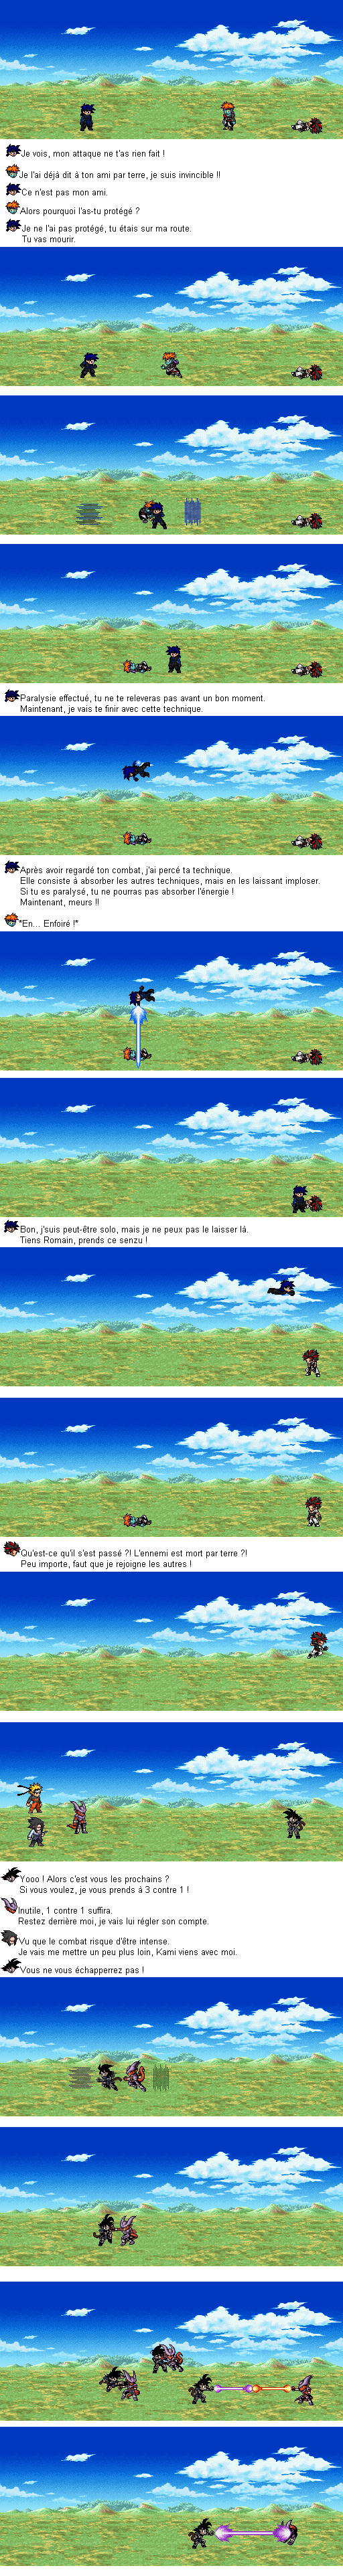 Je vois, mon attaque ne t'as rien fait !
Je l'ai déjà dit à ton ami par terre, je suis invincible !!
Ce n'est pas mon ami.
Alors pourquoi l'as-tu protégé ?
Je ne l'ai pas protégé, tu étais sur ma route.
Tu vas mourir.
Paralysie effectué, tu ne te releveras pas avant un bon moment.
Maintenant, je vais te finir avec cette technique.
Après avoir regardé ton combat, j'ai percé ta technique.
Elle consiste à absorber les autres techniques, mais en les laissant imploser.
Si tu es paralysé, tu ne pourras pas absorber l'énergie !
Maintenant, meurs !!
*En... Enfoiré !*
Bon, j'suis peut-être solo, mais je ne peux pas le laisser là.
Tiens Romain, prends ce senzu !
Qu'est-ce qu'il s'est passé ?! L'ennemi est mort par terre ?!
Peu importe, faut que je rejoigne les autres !
Yooo ! Alors c'est vous les prochains ?
Si vous voulez, je vous prends à 3 contre 1 !
Inutile, 1 contre 1 suffira.
Restez derrière moi, je vais lui régler son compte.
Vu que le combat risque d'être intense.
Je vais me mettre un peu plus loin, Kami viens avec moi.
Vous ne vous échapperrez pas !